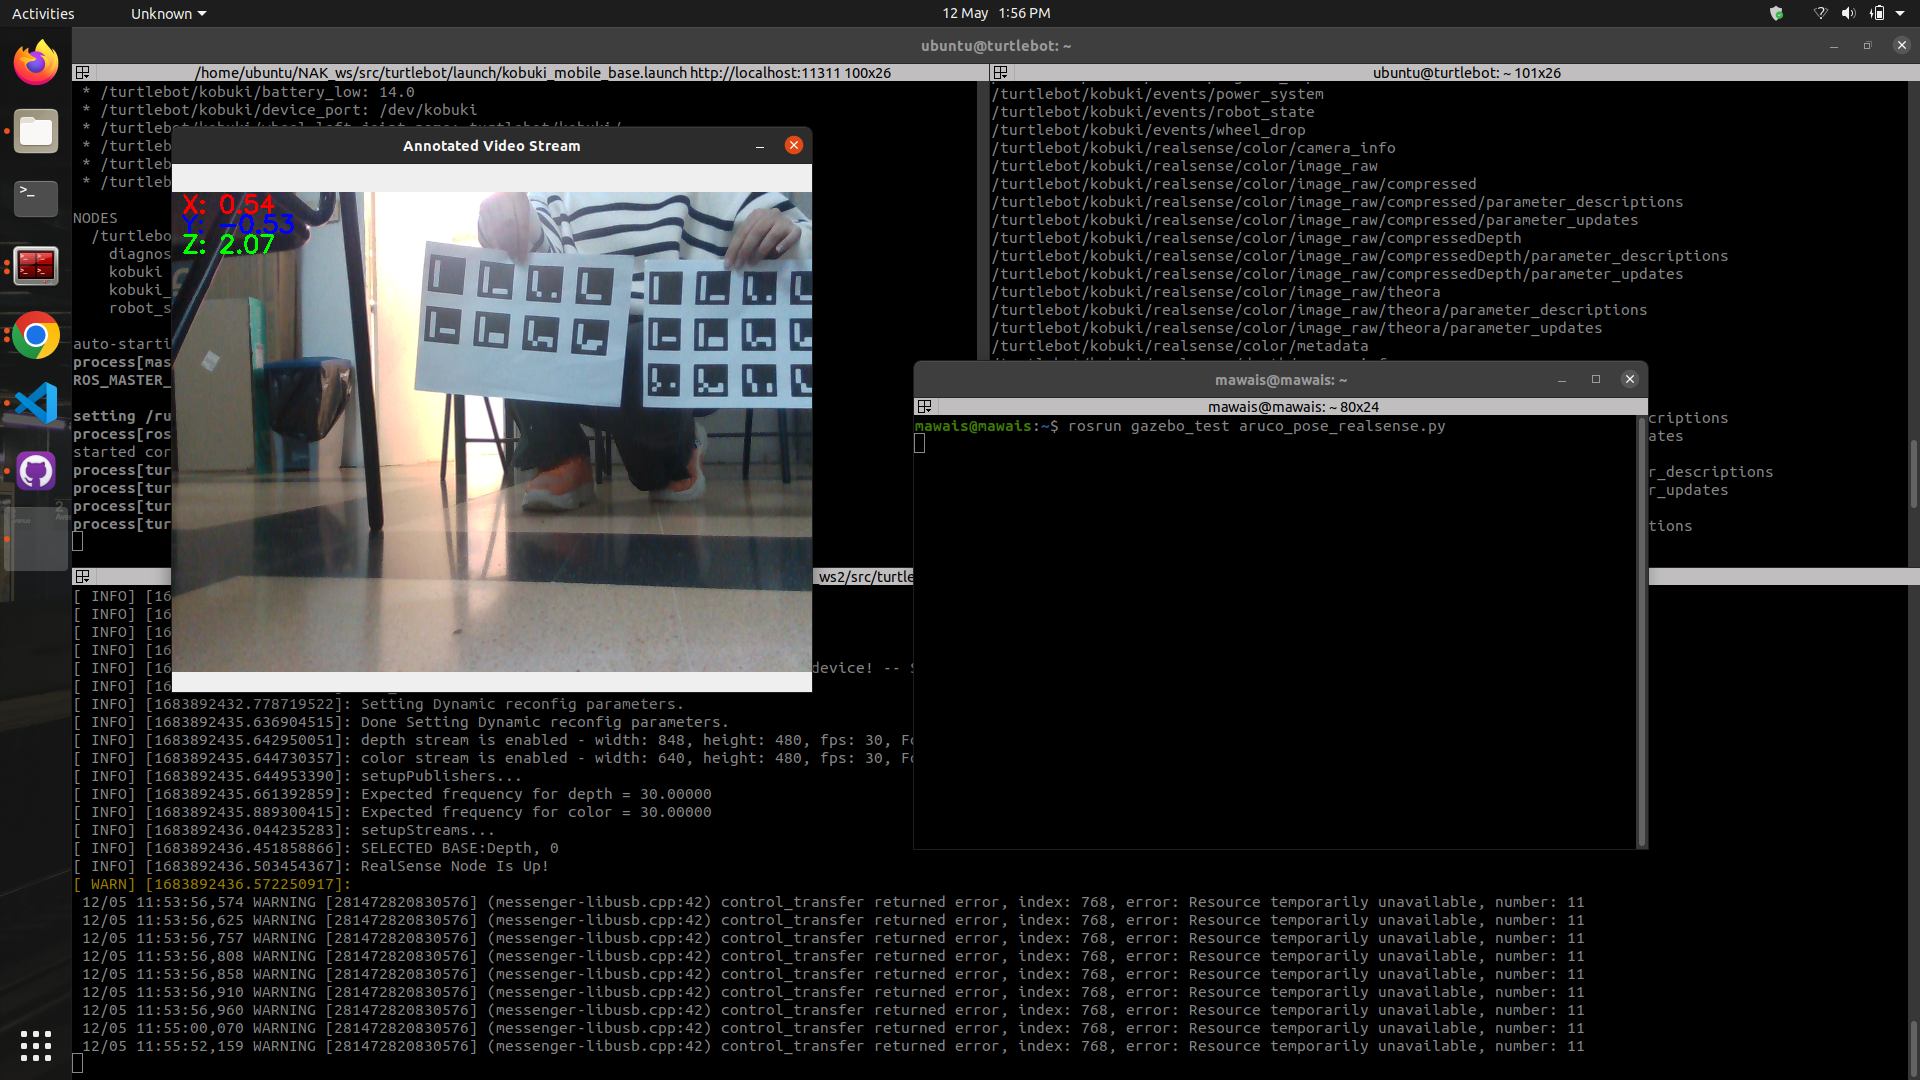 Activities
Unknown
12 May 1:56 PM
ubuntu@turtlebot: ~
/home/ubuntu/NAK_ws/src/turtlebot/launch/kobuki_mobile_base.launch http://localhost:11311 100x26
* /turtlebot/kobuki/battery_low: 14.0
* /turtlebot/kobuki/device_port: /dev/kobuki
* /turtl
* /turtleb
* /turtleb
* /turtleb
NODES
/turtlebo
diagnos
kobuki
kobuki_
robot_s
auto-starti
process[mas
ROS_MASTER_
setting /ru
process[ros
started cor
process[tur
process[tur
process[tur
process[tur
ubuntu@turtlebot: ~ 101x26
/turtlebot/kobuki/events/power_system
/turtlebot/kobuki/events/robot_state
/turtlebot/kobuki/events/wheel_drop
/turtlebot/kobuki/realsense/color/camera_info
/turtlebot/kobuki/realsense/color/image_raw
/turtlebot/kobuki/realsense/color/image_raw/compressed
/turtlebot/kobuki/realsense/color/image_raw/compressed/parameter_descriptions
/turtlebot/kobuki/realsense/color/image_raw/compressed/parameter_updates
/turtlebot/kobuki/realsense/color/image_raw/compressedDepth
/turtlebot/kobuki/realsense/color/image_raw/compressedDepth/parameter_descriptions
/turtlebot/kobuki/realsense/color/image_raw/compressedDepth/parameter_updates
/turtlebot/kobuki/realsense/color/image_raw/theora
/turtlebot/kobuki/realsense/color/image_raw/theora/parameter_descriptions
/turtlebot/kobuki/realsense/color/image_raw/theora/parameter_updates
/turtlebot/kobuki/realsense/color/metadata
criptions
ates
r_descriptions
r_updates
tions
Annotated Video Stream
X: 0.54
Y: -0.53
Z: 2.07
mawais@mawais: ~
mawais@mawais: ~ 80x24
mawais@mawais:~$ rosrun gazebo_test aruco_pose_realsense.py
_ws2/src/turtle
[ INFO] [16
[ INFO] [16
[ INFO] [16
[ INFO] [16
[ INFO] [16 device! -- S
[ INFO] [16
[ INFO] [1683892432.778719522]: Setting Dynamic reconfig parameters.
[ INFO] [1683892435.636904515]: Done Setting Dynamic reconfig parameters.
[ INFO] [1683892435.642950051]: depth stream is enabled - width: 848, height: 480, fps: 30, Fo
[ INFO] [1683892435.644730357]: color stream is enabled - width: 640, height: 480, fps: 30, Fo
[ INFO] [1683892435.644953390]: setupPublishers...
[ INFO] [1683892435.661392859]: Expected frequency for depth = 30.00000
[ INFO] [1683892435.889300415]: Expected frequency for color = 30.00000
[ INFO] [1683892436.044235283]: setupStreams...
[ INFO] [1683892436.451858866]: SELECTED BASE:Depth, 0
[ INFO] [1683892436.503454367]: RealSense Node Is Up!
[ WARN] [1683892436.572250917]:
12/05 11:53:56,574 WARNING [281472820830576] (messenger-libusb.cpp:42) control_transfer returned error, index: 768, error: Resource temporarily unavailable, number: 11
12/05 11:53:56,625 WARNING [281472820830576] (messenger-libusb.cpp:42) control_transfer returned error, index: 768, error: Resource temporarily unavailable, number: 11
12/05 11:53:56,757 WARNING [281472820830576] (messenger-libusb.cpp:42) control_transfer returned error, index: 768, error: Resource temporarily unavailable, number: 11
12/05 11:53:56,808 WARNING [281472820830576] (messenger-libusb.cpp:42) control_transfer returned error, index: 768, error: Resource temporarily unavailable, number: 11
12/05 11:53:56,858 WARNING [281472820830576] (messenger-libusb.cpp:42) control_transfer returned error, index: 768, error: Resource temporarily unavailable, number: 11
12/05 11:53:56,910 WARNING [281472820830576] (messenger-libusb.cpp:42) control_transfer returned error, index: 768, error: Resource temporarily unavailable, number: 11
12/05 11:53:56,960 WARNING [281472820830576] (messenger-libusb.cpp:42) control_transfer returned error, index: 768, error: Resource temporarily unavailable, number: 11
12/05 11:55:00,070 WARNING [281472820830576] (messenger-libusb.cpp:42) control_transfer returned error, index: 768, error: Resource temporarily unavailable, number: 11
12/05 11:55:52,159 WARNING [281472820830576] (messenger-libusb.cpp:42) control_transfer returned error, index: 768, error: Resource temporarily unavailable, number: 11